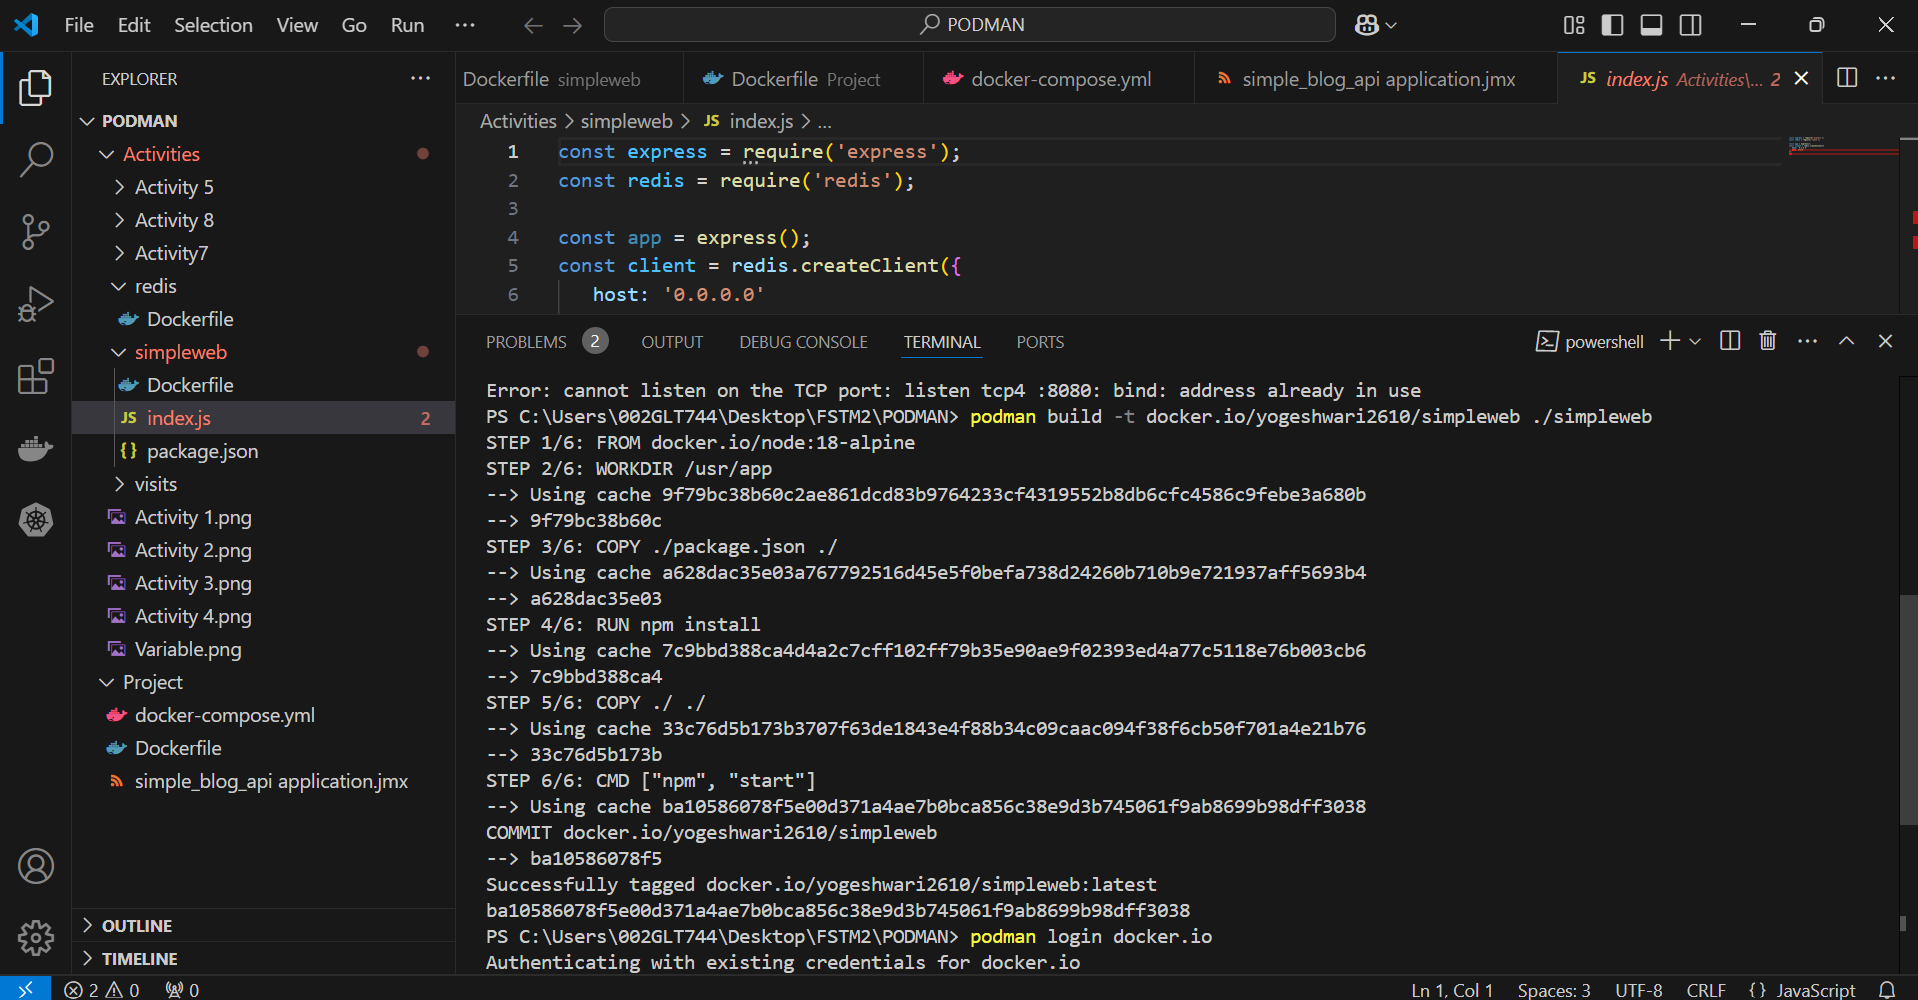 File Edit Selection View Go Run ··· PODMAN
EXPLORER ···
PODMAN
Activities
Activity 5
Activity 8
Activity7
redis
Dockerfile
simpleweb
Dockerfile
JS index.js 2
{} package.json
visits
Activity 1.png
Activity 2.png
Activity 3.png
Activity 4.png
Variable.png
Project
docker-compose.yml
Dockerfile
simple_blog_api application.jmx
OUTLINE
TIMELINE
Dockerfile simpleweb Dockerfile Project docker-compose.yml simple_blog_api application.jmx JS index.js Activities\... 2
Activities > simpleweb > JS index.js > ...
1 const express = require('express');
2 const redis = require('redis');
3
4 const app = express();
5 const client = redis.createClient({
6 host: '0.0.0.0'
PROBLEMS 2 OUTPUT DEBUG CONSOLE TERMINAL PORTS powershell
Error: cannot listen on the TCP port: listen tcp4 :8080: bind: address already in use
PS C:\Users\002GLT744\Desktop\FSTM2\PODMAN> podman build -t docker.io/yogeshwari2610/simpleweb ./simpleweb
STEP 1/6: FROM docker.io/node:18-alpine
STEP 2/6: WORKDIR /usr/app
--> Using cache 9f79bc38b60c2ae861dcd83b9764233cf4319552b8db6cfc4586c9febe3a680b
--> 9f79bc38b60c
STEP 3/6: COPY ./package.json ./
--> Using cache a628dac35e03a767792516d45e5f0befa738d24260b710b9e721937aff5693b4
--> a628dac35e03
STEP 4/6: RUN npm install
--> Using cache 7c9bbd388ca4d4a2c7cff102ff79b35e90ae9f02393ed4a77c5118e76b003cb6
--> 7c9bbd388ca4
STEP 5/6: COPY ./ ./
--> Using cache 33c76d5b173b3707f63de1843e4f88b34c09caac094f38f6cb50f701a4e21b76
--> 33c76d5b173b
STEP 6/6: CMD ["npm", "start"]
--> Using cache ba10586078f5e00d371a4ae7b0bca856c38e9d3b745061f9ab8699b98dff3038
COMMIT docker.io/yogeshwari2610/simpleweb
--> ba10586078f5
Successfully tagged docker.io/yogeshwari2610/simpleweb:latest
ba10586078f5e00d371a4ae7b0bca856c38e9d3b745061f9ab8699b98dff3038
PS C:\Users\002GLT744\Desktop\FSTM2\PODMAN> podman login docker.io
Authenticating with existing credentials for docker.io
2 0 0 Ln 1, Col 1 Spaces: 3 UTF-8 CRLF {} JavaScript